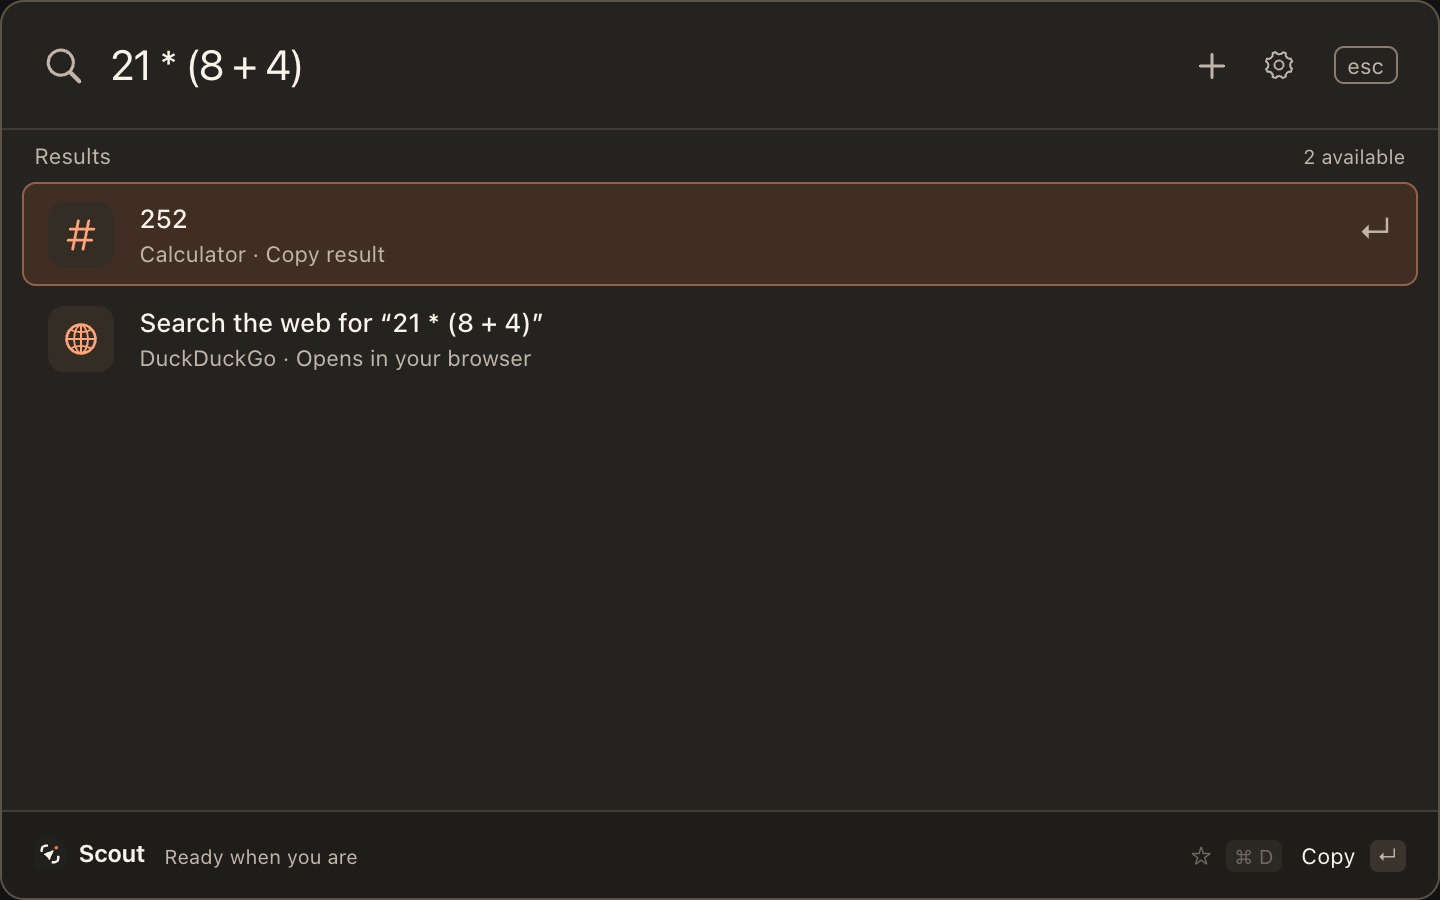 21 * (8 + 4)
esc
Results
2 available
252
Calculator · Copy result
Search the web for “21 * (8 + 4)”
DuckDuckGo · Opens in your browser
Scout
Ready when you are
⌘ D
Copy